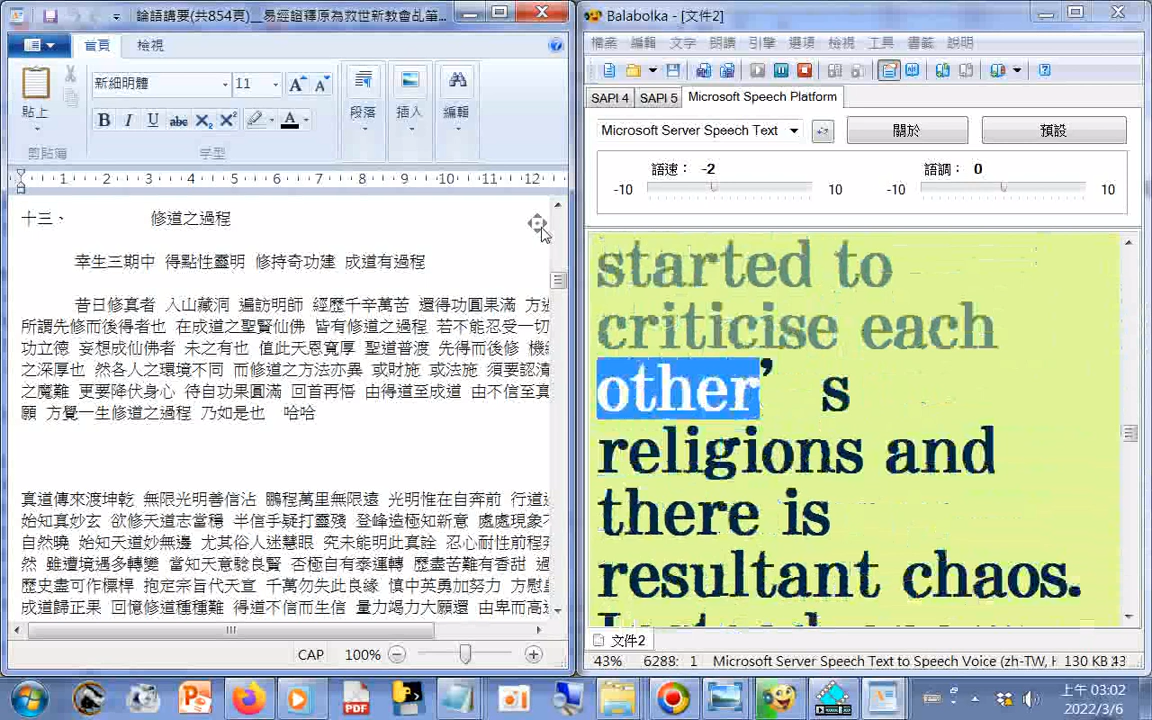 論語講要(共854頁)__易經證釋原為救世新教會乩筆...
首頁
檢視
貼上
剪貼簿
新細明體
11
B I U abc X₂ X² A
字型
段落
插入
編輯
1 2 3 4 5 6 7 8 9 10 11 12
十三、 修道之過程
幸生三期中 得點性靈明 修持奇功建 成道有過程
昔日修真者 入山藏洞 遍訪明師 經歷千辛萬苦 還得功圓果滿 方
所謂先修而後得者也 在成道之聖賢仙佛 皆有修道之過程 若不能忍受一切
功立德 妄想成仙佛者 未之有也 值此天恩寬厚 聖道普渡 先得而後修 機
之深厚也 然各人之環境不同 而修道之方法亦異 或財施 或法施 須要認清
之魔難 更要降伏身心 待自功果圓滿 回首再悟 由得道至成道 由不信至真
願 方覺一生修道之過程 乃如是也 哈哈
真道傳來渡坤乾 無限光明善信沾 鵬程萬里無限遠 光明惟在自奔前 行道
始知真妙玄 欲修天道志當穩 半信半疑打靈殘 登峰造極知新意 處處現象
自然曉 始知天道妙無邊 尤其俗人迷慧眼 究未能明此真詮 忍心耐性前程
然 雖遭境遇多轉變 當知天意騐良賢 否極自有泰運轉 歷盡苦難有香甜 過
歷史盡可作標桿 抱定宗旨代天宣 千萬勿失此良緣 慎中英勇加努力 方慰
成道歸正果 回憶修道種種難 得道不信而生信 量力竭力大願還 由卑而高
CAP 100%
Balabolka - [文件2]
檔案 編輯 文字 朗讀 引擎 選項 檢視 工具 書籤 說明
SAPI 4 SAPI 5 Microsoft Speech Platform
Microsoft Server Speech Text
關於
預設
語速： -2
-10 10
語調： 0
-10 10
started to
criticise each
other’ s
religions and
there is
resultant chaos.
文件2
43% 6288: 1 Microsoft Server Speech Text to Speech Voice (zh-TW, H 130 KB
PDF
上午 03:02
2022/3/6